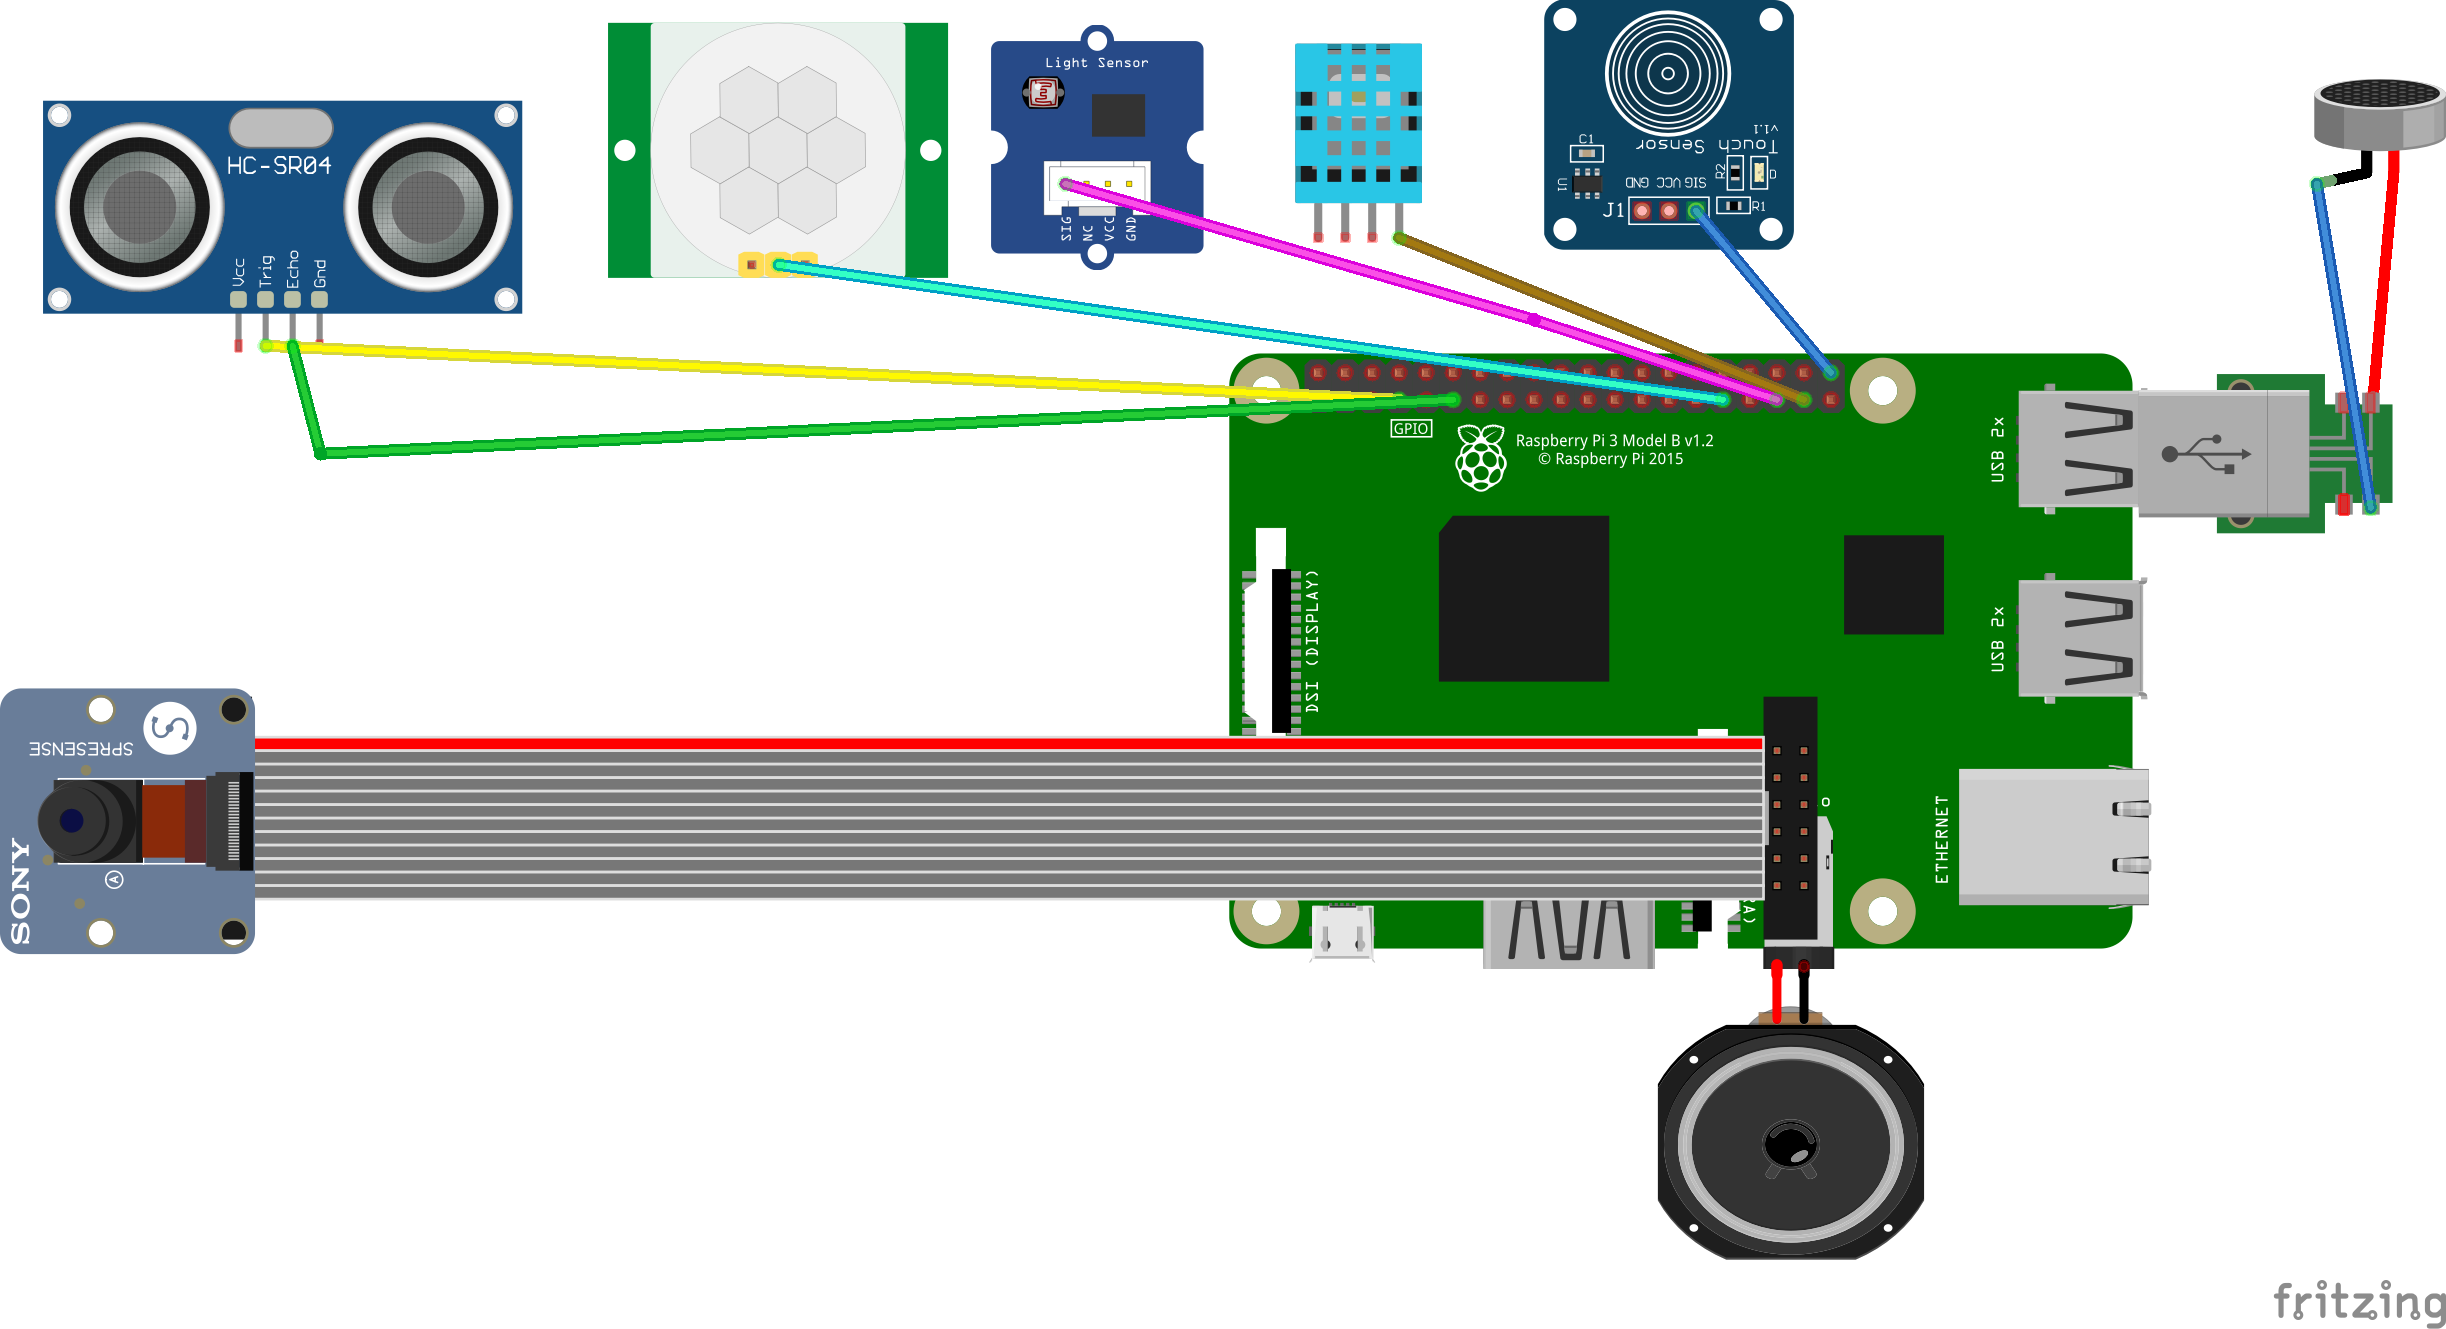 HC-SR04
Vcc
Trig
Echo
Gnd
Light Sensor
SIG
NC
VCC
GND
C1
U1
J1
GND VCC SIG
R2
R1
D
Touch
Sensor
v1.1
GPIO
Raspberry Pi 3 Model B v1.2
© Raspberry Pi 2015
USB 2x
USB 2x
DSI (DISPLAY)
ETHERNET
RA)
o
SPRESENSE
SONY
A
fritzing